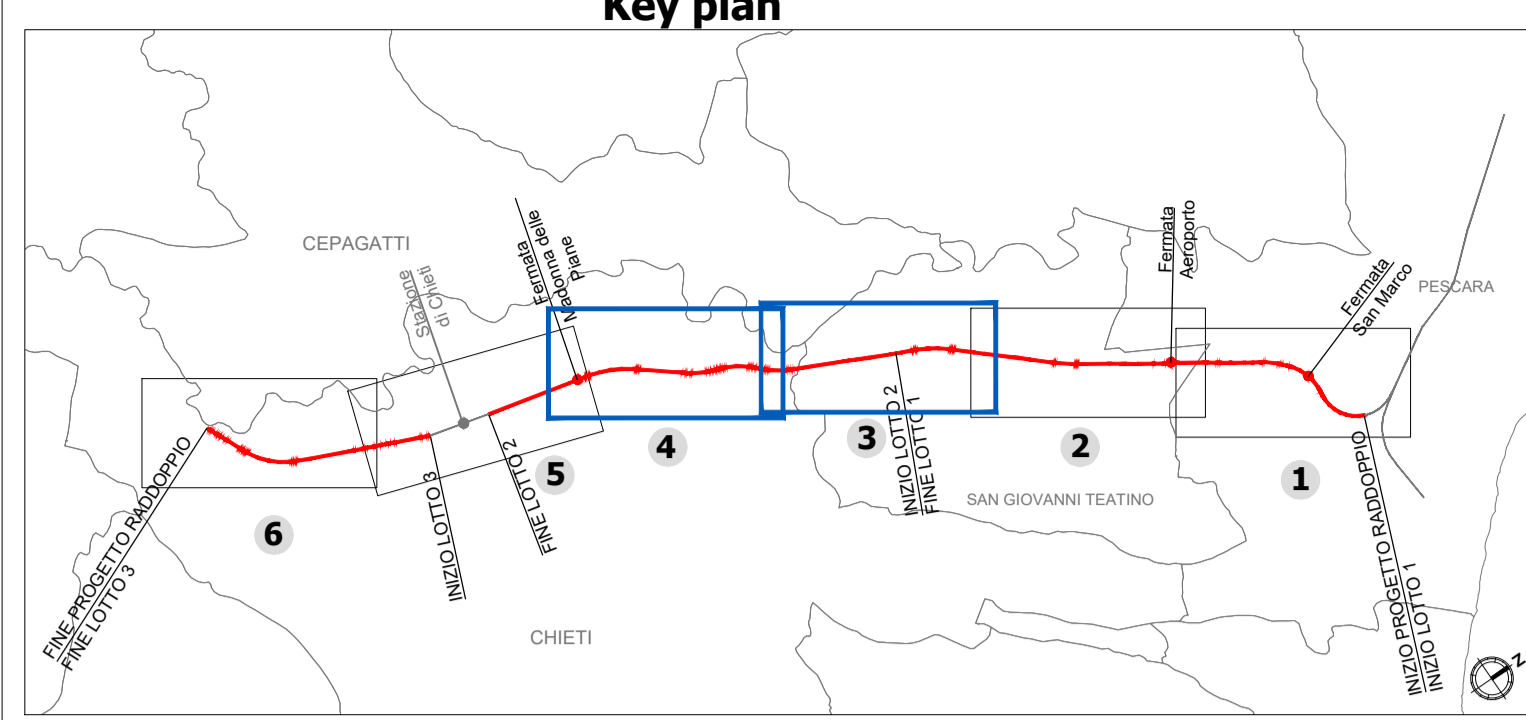 Key plan
CEPAGATTI
Stazione
di Chieti
Fermata
Madonna delle
Piane
Fermata
Aeroporto
Fermata
San Marco
PESCARA
FINE PROGETTO RADDOPPIO
FINE LOTTO 3
6
INIZIO LOTTO 3
5
FINE LOTTO 2
4
3
INIZIO LOTTO 2
FINE LOTTO 1
2
SAN GIOVANNI TEATINO
1
INIZIO PROGETTO RADDOPPIO
INIZIO LOTTO 1
CHIETI
N